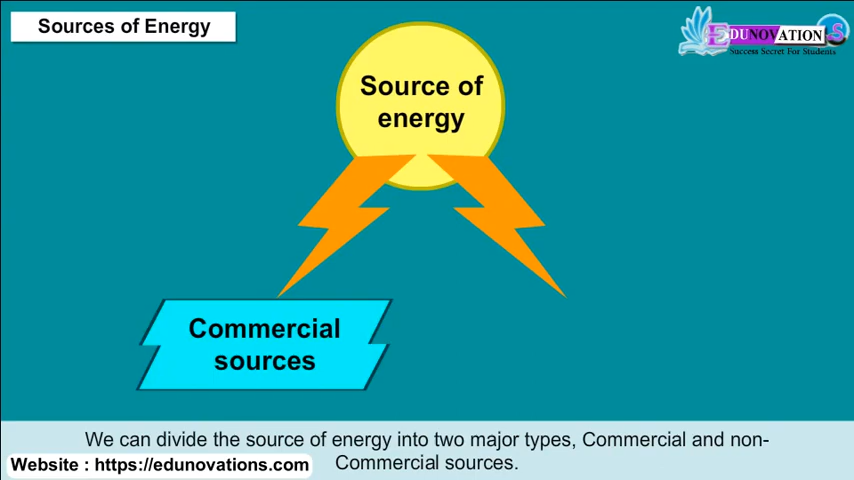 Sources of Energy
EDUNOVATIONS
Success Secret For Students
Source of
energy
Commercial
sources
We can divide the source of energy into two major types, Commercial and non-
Commercial sources.
Website : https://edunovations.com